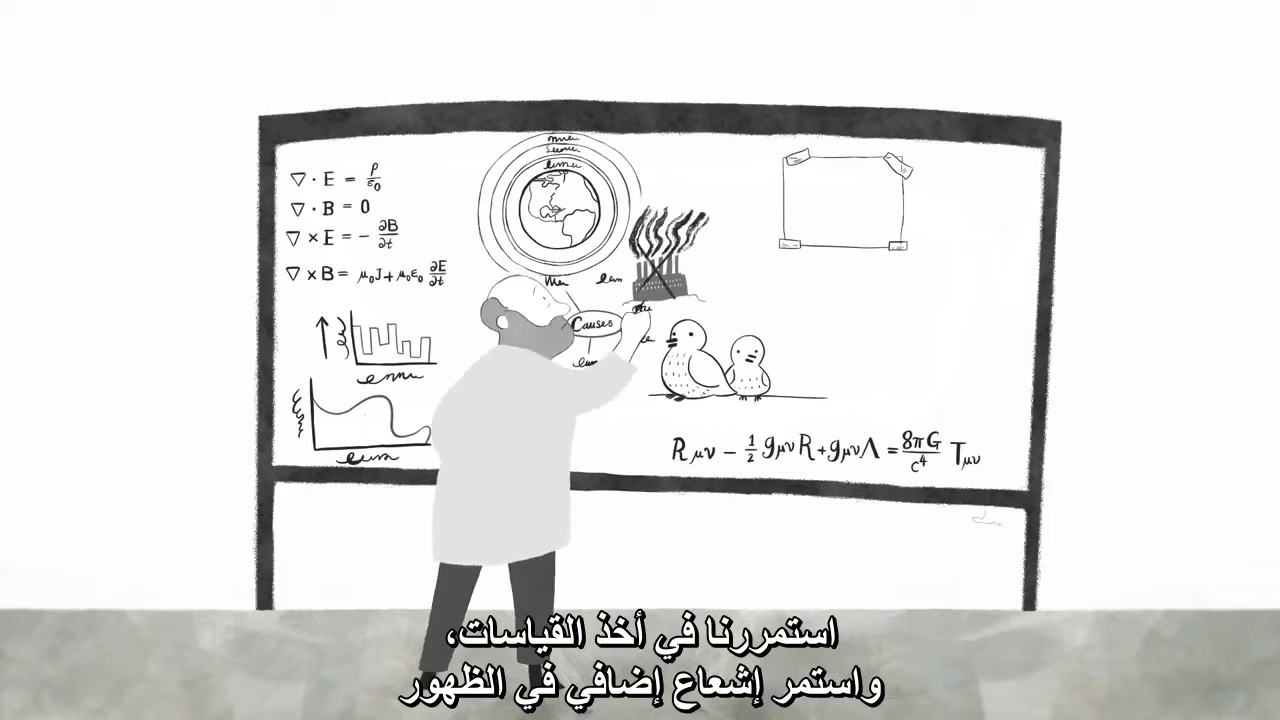 ∇ · E = ρ/ε₀
∇ · B = 0
∇ × E = - ∂B/∂t
∇ × B = μ₀J + μ₀ε₀ ∂E/∂t
Causes
R μν - 1/2 gμν R + gμν Λ = 8πG/c⁴ Tμν
استمررنا في أخذ القياسات،
واستمر إشعاع إضافي في الظهور